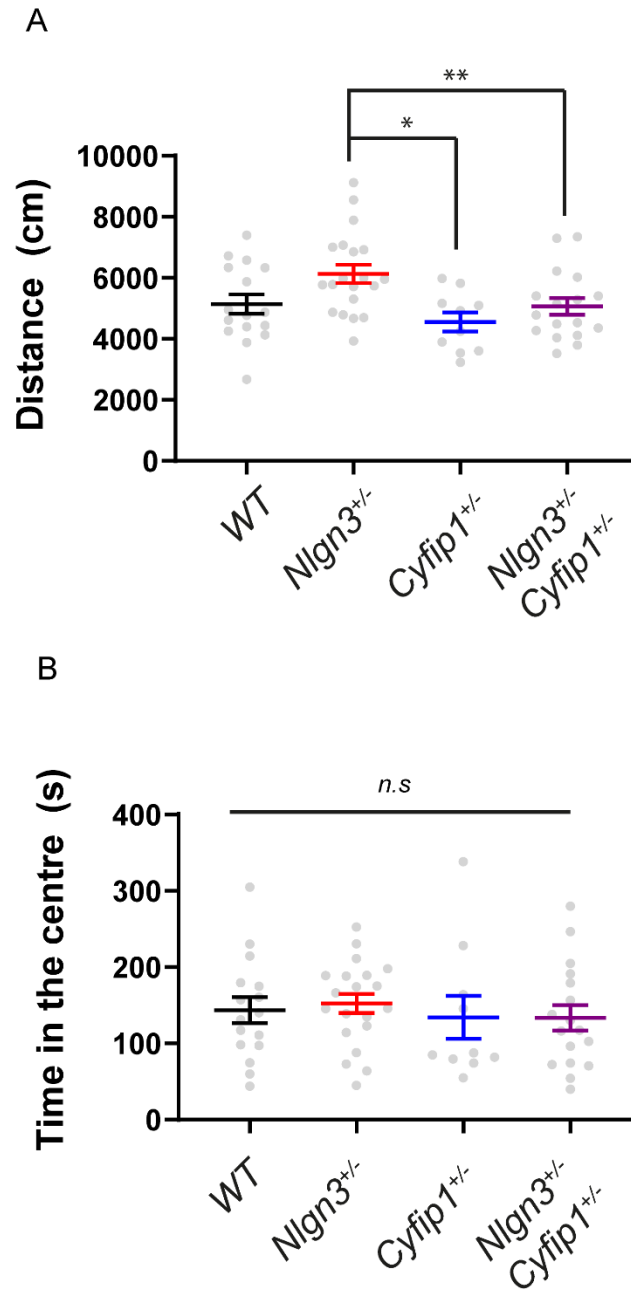 A
**
*
10000
8000
6000
4000
2000
0
Distance (cm)
WT
Nlgn3+/-
Cyfip1+/-
Nlgn3+/-
Cyfip1+/-
B
n.s
400
300
200
100
0
Time in the centre (s)
WT
Nlgn3+/-
Cyfip1+/-
Nlgn3+/-
Cyfip1+/-